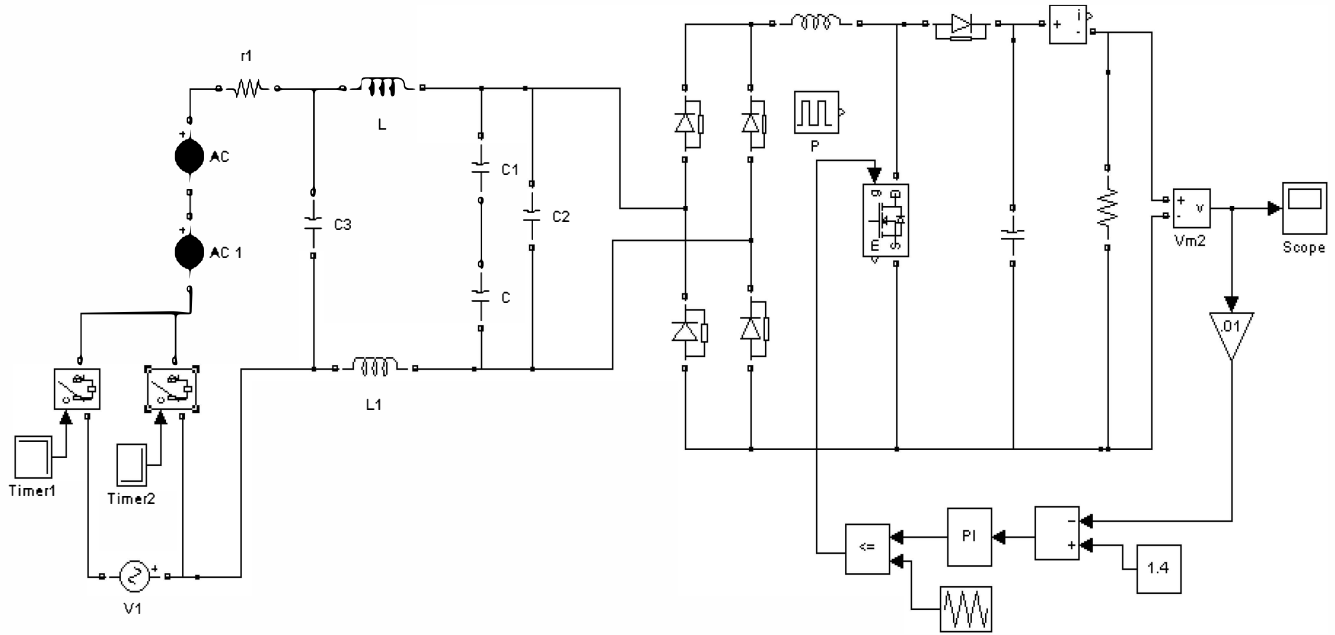 r1
L
AC
AC 1
C3
C1
C2
C
L1
Timer1
Timer2
V1
+
+
+
P
g
D
E
S
+
-
i
+
-
v
Vm2
Scope
.01
<=
PI
-
+
1.4